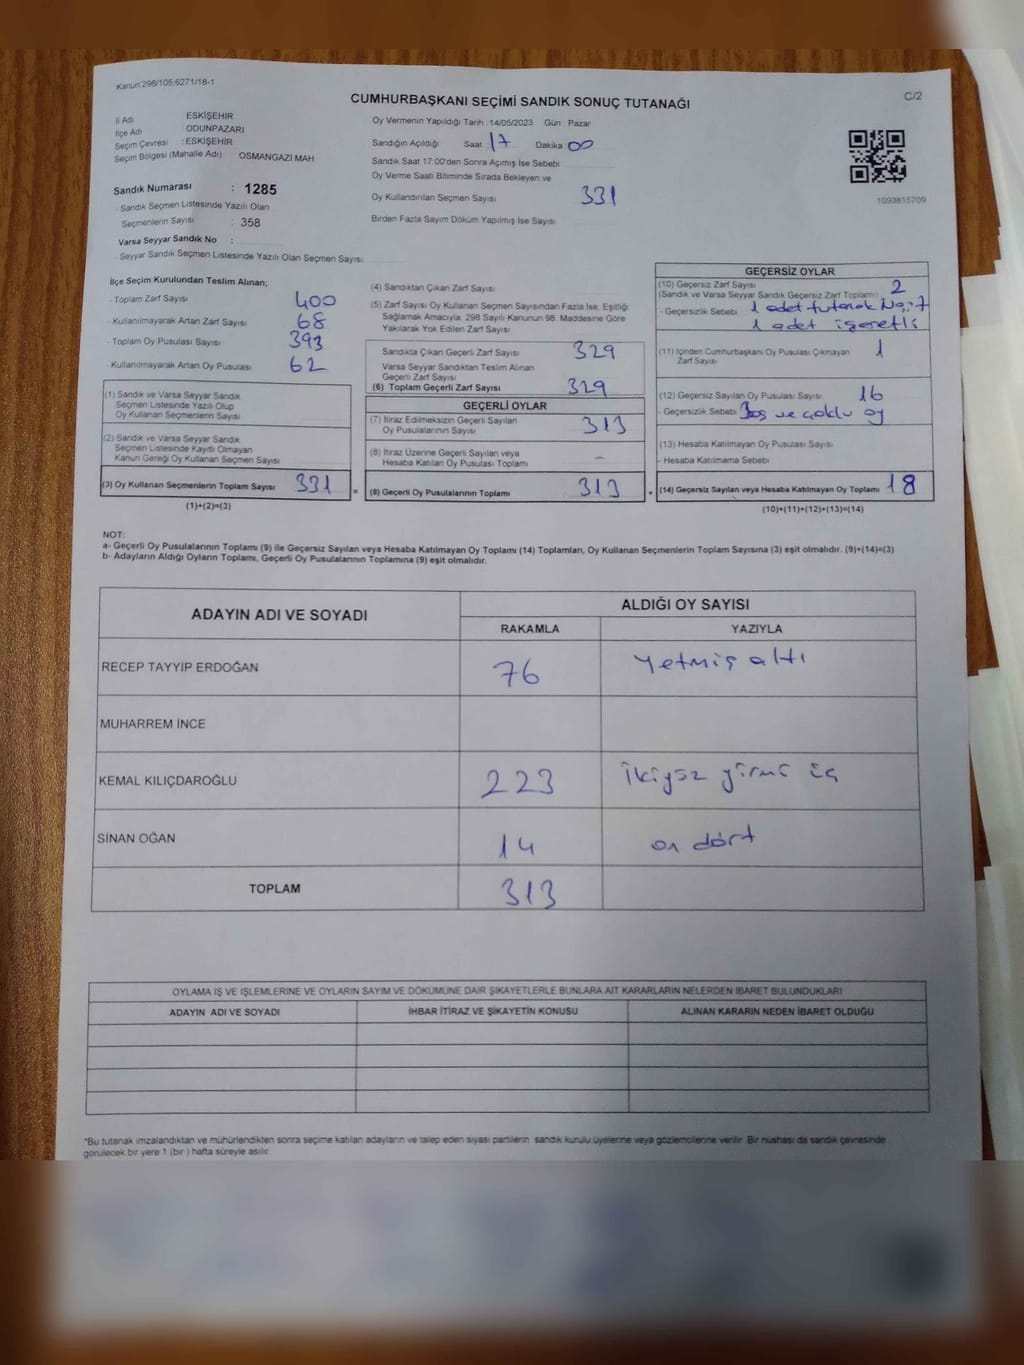 Kanun:298/105;6271/18-1
C/2
CUMHURBAŞKANI SEÇİMİ SANDIK SONUÇ TUTANAĞI
İl Adı ESKİŞEHİR
İlçe Adı ODUNPAZARI
Seçim Çevresi : ESKİŞEHİR
Seçim Bölgesi (Mahalle Adı) OSMANGAZI MAH
Sandık Numarası : 1285
Sandık Seçmen Listesinde Yazılı Olan
Seçmenlerin Sayısı : 358
Varsa Seyyar Sandık No :
Seyyar Sandık Seçmen Listesinde Yazılı Olan Seçmen Sayısı
Oy Vermenin Yapıldığı Tarih : 14/05/2023 Gün : Pazar
Sandığın Açıldığı Saat 17 Dakika 00
Sandık Saat 17:00'den Sonra Açımış İse Sebebi
Oy Verme Saati Bitiminde Sırada Bekleyen ve
Oy Kullandırılan Seçmen Sayısı 331
Birden Fazla Sayım Döküm Yapılmış İse Sayısı
1093815709
İlçe Seçim Kurulundan Teslim Alınan;
- Toplam Zarf Sayısı 400
- Kullanılmayarak Artan Zarf Sayısı 68
- Toplam Oy Pusulası Sayısı 393
- Kullanılmayarak Artan Oy Pusulası 62
(1) Sandık ve Varsa Seyyar Sandık
Seçmen Listesinde Yazılı Olup
Oy Kullanan Seçmenlerin Sayısı
(2) Sandık ve Varsa Seyyar Sandık
Seçmen Listesinde Kayıtlı Olmayan
Kanun Gereği Oy Kullanan Seçmen Sayısı
(3) Oy Kullanan Seçmenlerin Toplam Sayısı 331 =
(1)+(2)=(3)
(4) Sandıktan Çıkan Zarf Sayısı
(5) Zarf Sayısı Oy Kullanan Seçmen Sayısından Fazla İse, Eşitliği
Sağlamak Amacıyla, 298 Sayılı Kanunun 98. Maddesine Göre
Yakılarak Yok Edilen Zarf Sayısı
Sandıkta Çıkan Geçerli Zarf Sayısı 329
Varsa Seyyar Sandıktan Teslim Alınan
Geçerli Zarf Sayısı
(6) Toplam Geçerli Zarf Sayısı 329
GEÇERLİ OYLAR
(7) İtiraz Edilmeksizin Geçerli Sayılan
Oy Pusulalarının Sayısı 313
(8) İtiraz Üzerine Geçerli Sayılan veya
Hesaba Katılan Oy Pusulası Toplamı -
(9) Geçerli Oy Pusulalarının Toplamı 313 +
GEÇERSİZ OYLAR
(10) Geçersiz Zarf Sayısı 2
(Sandık ve Varsa Seyyar Sandık Geçersiz Zarf Toplamı)
- Geçersizlik Sebebi 1 adet tutanak No:7
1 adet işaretli
(11) İçinden Cumhurbaşkanı Oy Pusulası Çıkmayan
Zarf Sayısı 1
(12) Geçersiz Sayılan Oy Pusulası Sayısı 16
- Geçersizlik Sebebi Boş ve çoklu oy
(13) Hesaba Katılmayan Oy Pusulası Sayısı
- Hesaba Katılmama Sebebi
(14) Geçersiz Sayılan veya Hesaba Katılmayan Oy Toplamı 18
(10)+(11)+(12)+(13)=(14)
NOT:
a- Geçerli Oy Pusulalarının Toplamı (9) ile Geçersiz Sayılan veya Hesaba Katılmayan Oy Toplamı (14) Toplamları, Oy Kullanan Seçmenlerin Toplam Sayısına (3) eşit olmalıdır. (9)+(14)=(3)
b- Adayların Aldığı Oyların Toplamı, Geçerli Oy Pusulalarının Toplamına (9) eşit olmalıdır.
ADAYIN ADI VE SOYADI ALDIĞI OY SAYISI
RAKAMLA YAZIYLA
RECEP TAYYİP ERDOĞAN 76 Yetmiş altı
MUHARREM İNCE
KEMAL KILIÇDAROĞLU 223 İkiyüz yirmi üç
SİNAN OĞAN 14 on dört
TOPLAM 313
OYLAMA İŞ VE İŞLEMLERİNE VE OYLARIN SAYIM VE DÖKÜMÜNE DAİR ŞİKAYETLERLE BUNLARA AİT KARARLARIN NELERDEN İBARET BULUNDUKLARI
ADAYIN ADI VE SOYADI İHBAR İTİRAZ VE ŞİKAYETİN KONUSU ALINAN KARARIN NEDEN İBARET OLDUĞU
*Bu tutanak imzalandıktan ve mühürlendikten sonra seçime katılan adayların ve talep eden siyasi partilerin sandık kurulu üyelerine veya gözlemcilerine verilir. Bir nüshası da sandık çevresinde
görülecek bir yere 1 (bir) hafta süreyle asılır.